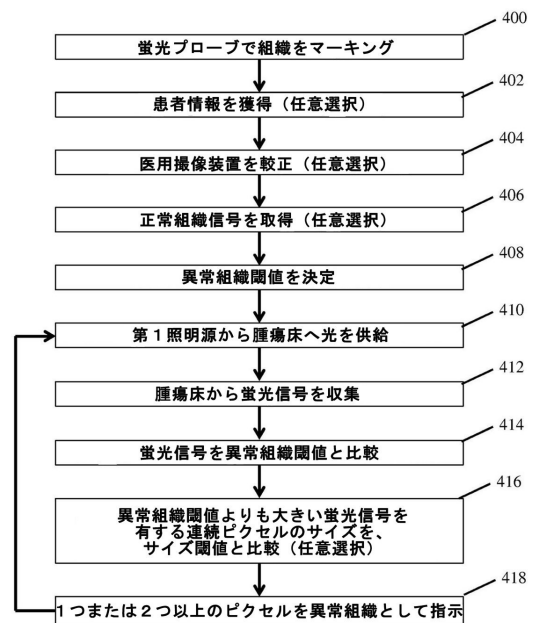 400
蛍光プローブで組織をマーキング
402
患者情報を獲得（任意選択）
404
医用撮像装置を較正（任意選択）
406
正常組織信号を取得（任意選択）
408
異常組織閾値を決定
410
第１照明源から腫瘍床へ光を供給
412
腫瘍床から蛍光信号を収集
414
蛍光信号を異常組織閾値と比較
416
異常組織閾値よりも大きい蛍光信号を
有する連続ピクセルのサイズを、
サイズ閾値と比較（任意選択）
418
１つまたは２つ以上のピクセルを異常組織として指示